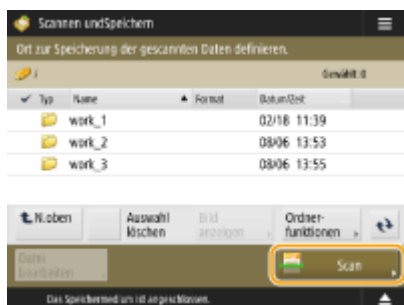 Scannen undSpeichern
Ort zur Speicherung der gescannten Daten definieren.
/
Gewählt:0
Typ Name Format Datum/Zeit
work_1 02/18 11:39
work_2 08/06 13:53
work_3 08/06 13:55
N.oben Auswahl löschen Bild anzeigen Ordner-funktionen
Datei bearbeiten Scan
Das Speichermedium ist angeschlossen.